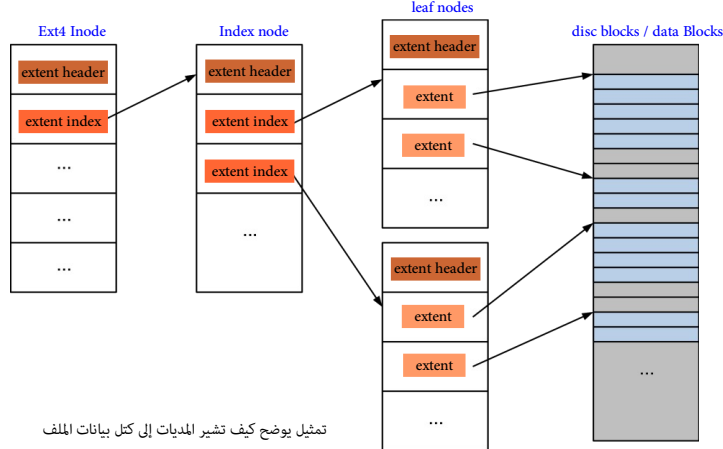 Ext4 Inode
extent header
extent index
...
...
...
Index node
extent header
extent index
extent index
...
leaf nodes
extent header
extent
extent
...
extent header
extent
extent
...
disc blocks / data Blocks
...
تمثيل يوضح كيف تشير المديات إلى كتل بيانات الملف